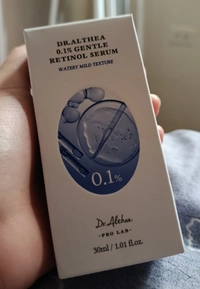 DR.ALTHEA
0.1% GENTLE
RETINOL SERUM
WATERY MILD TEXTURE
0.1%
Dr.Althea
-PRO LAB-
30ml / 1.01 fl.oz.